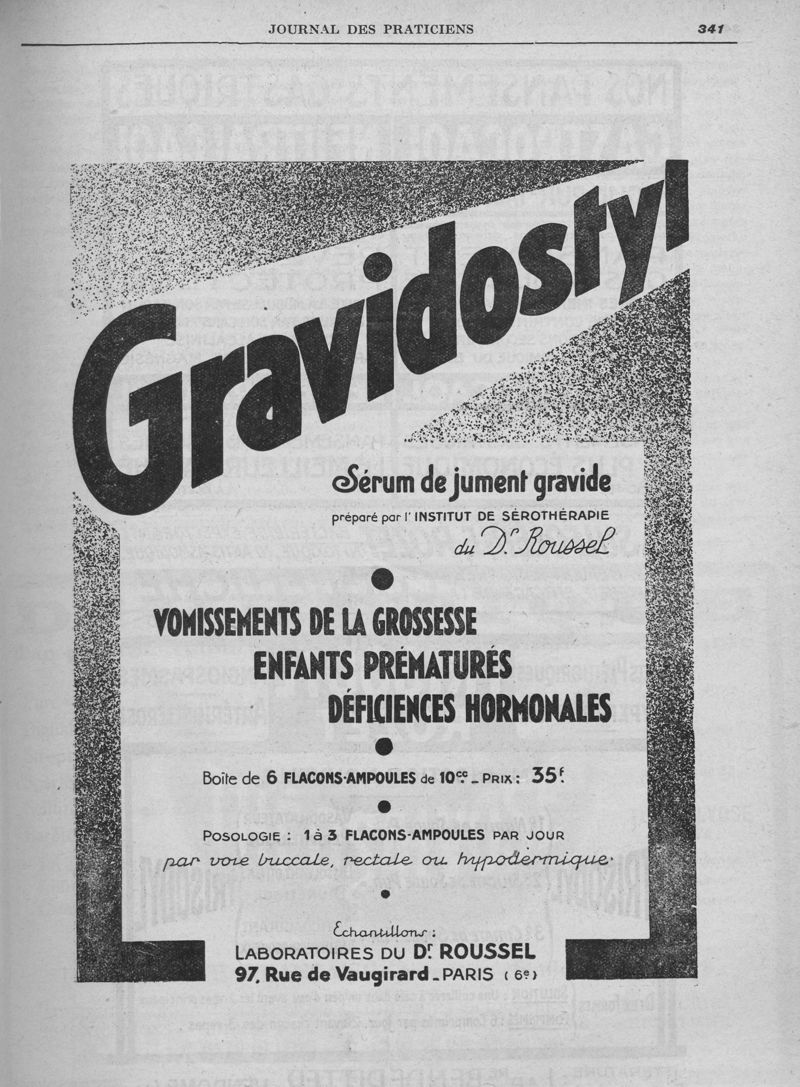 JOURNAL DES PRATICIENS 341
Gravidostyl
Sérum de jument gravide
préparé par l'INSTITUT DE SÉROTHÉRAPIE
du Dr Roussel
VOMISSEMENTS DE LA GROSSESSE
ENFANTS PRÉMATURÉS
DÉFICIENCES HORMONALES
Boîte de 6 FLACONS-AMPOULES de 10cc. - PRIX : 35f.
POSOLOGIE : 1 à 3 FLACONS-AMPOULES PAR JOUR
par voie buccale, rectale ou hypodermique.
Échantillons :
LABORATOIRES DU Dr ROUSSEL
97, Rue de Vaugirard - PARIS (6e)